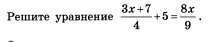 Решите уравнение (3x+7)/4 + 5 = 8x/9.